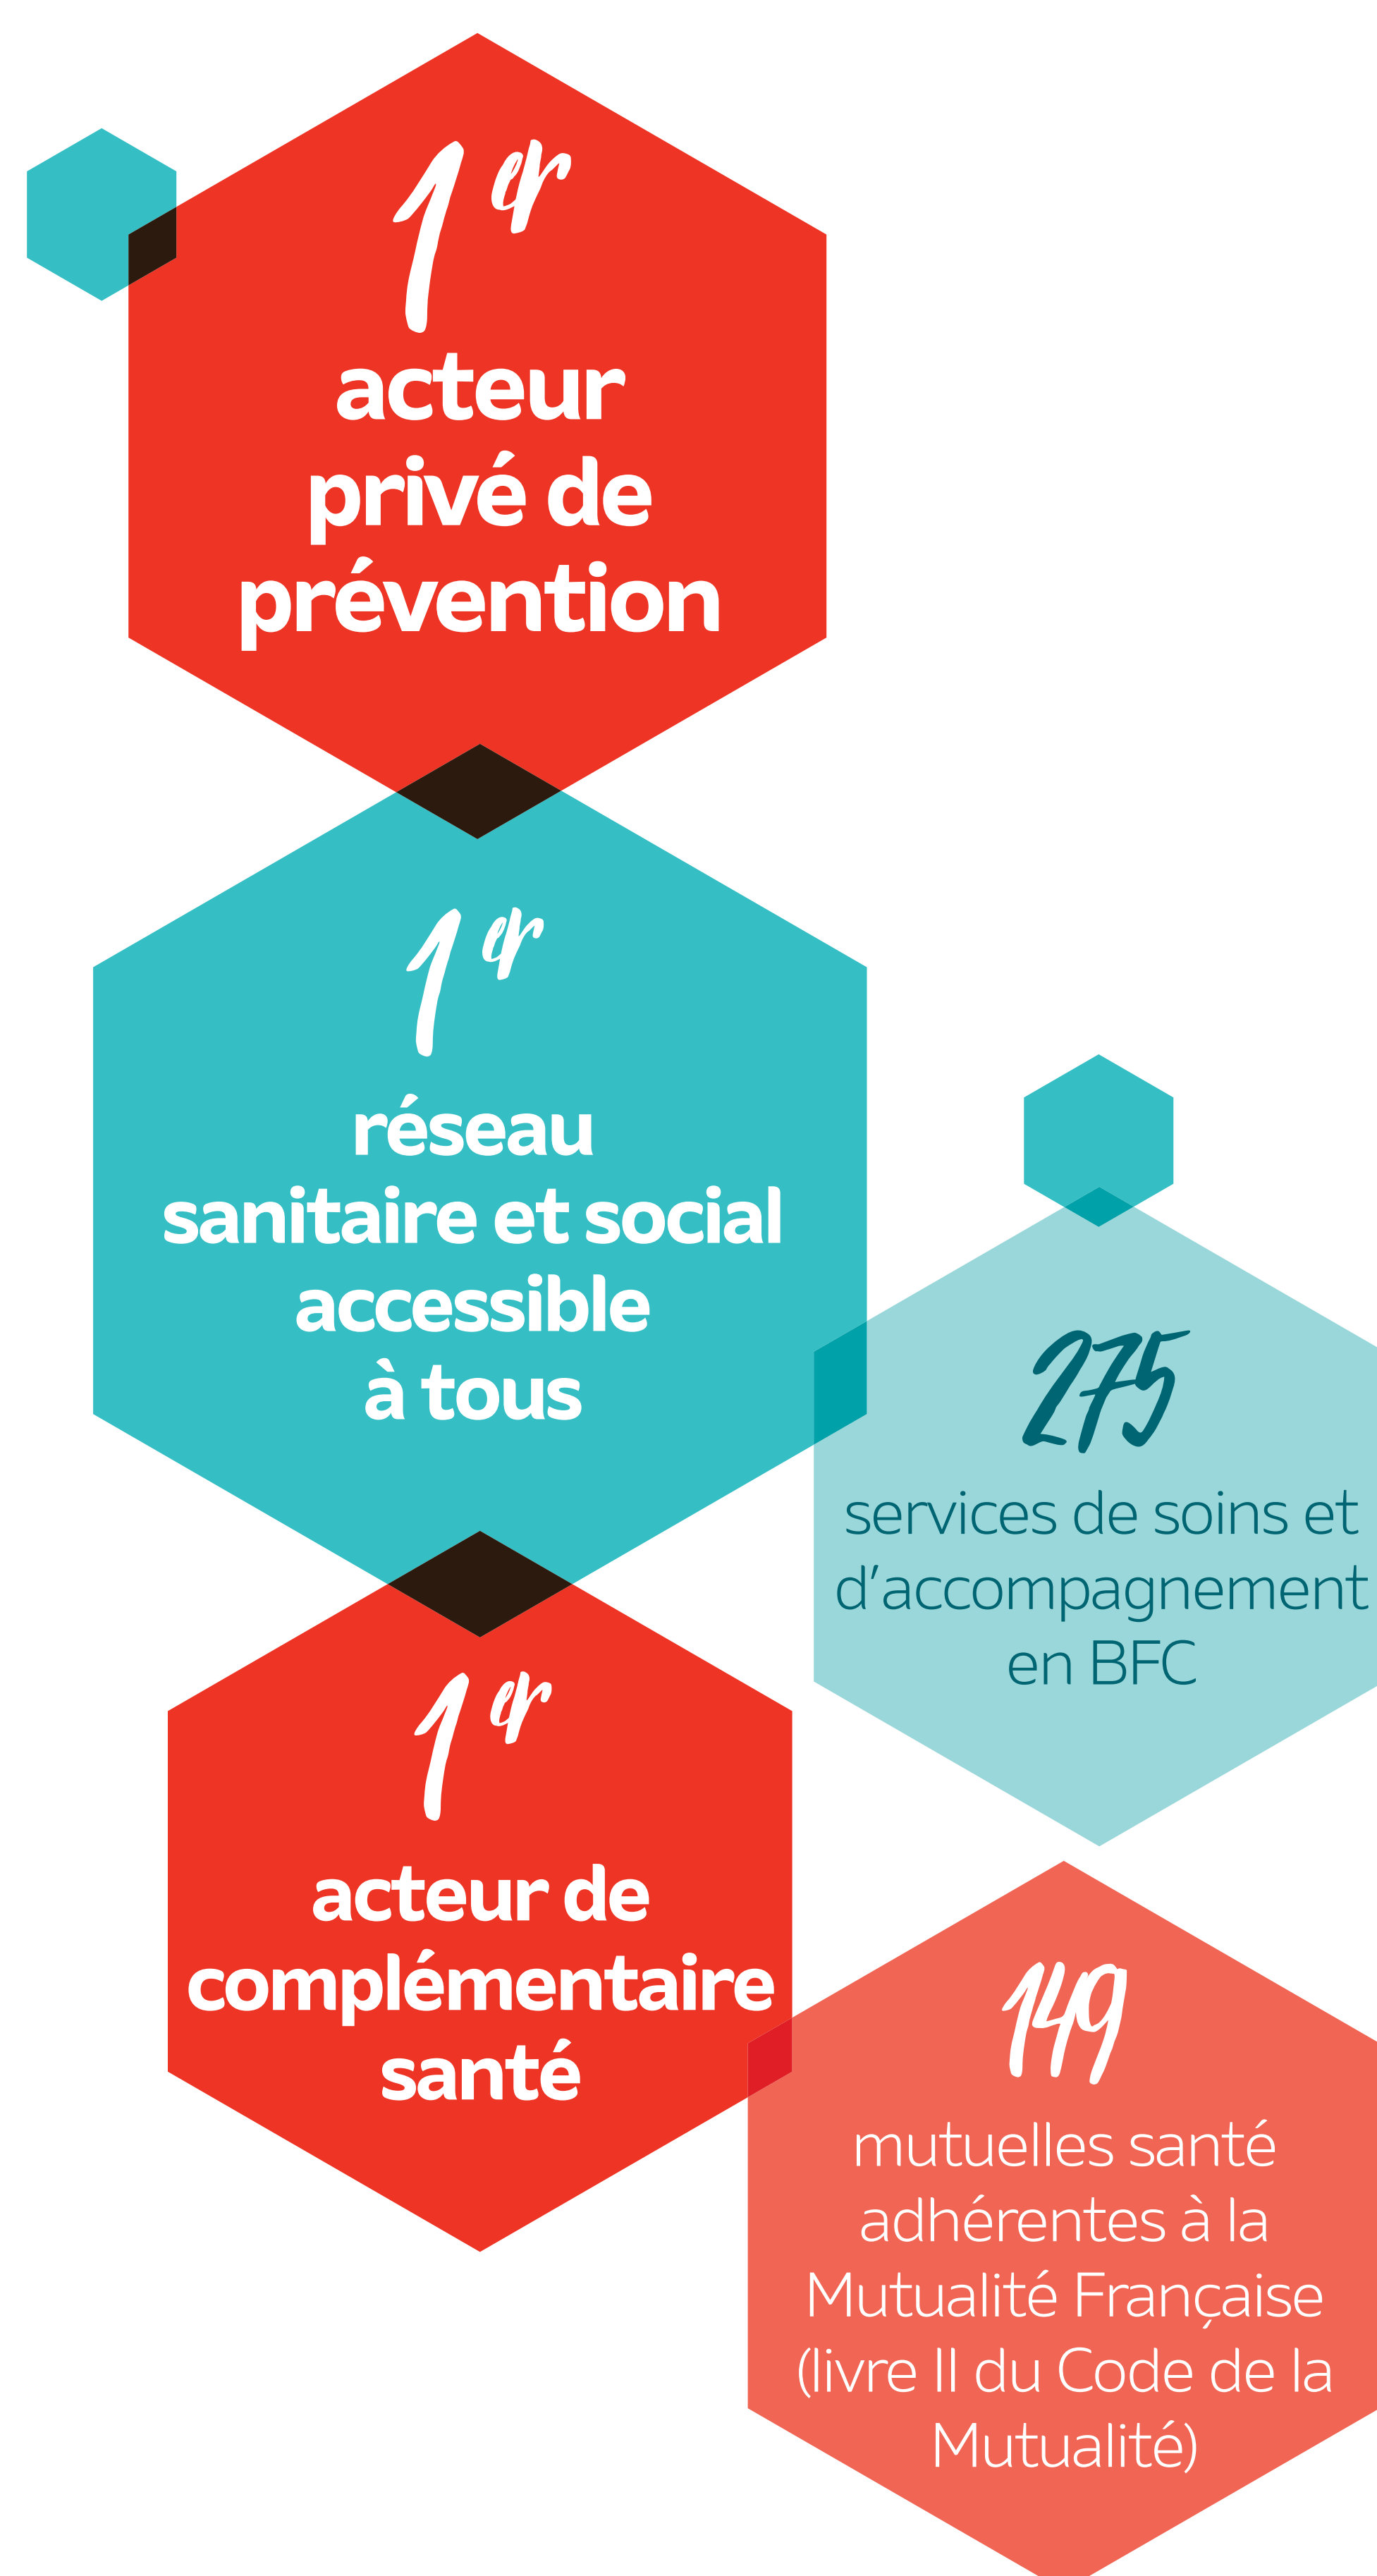 1er
acteur
privé de
prévention
1er
réseau
sanitaire et social
accessible
à tous
275
services de soins et
d’accompagnement
en BFC
1er
acteur de
complémentaire
santé
149
mutuelles santé
adhérentes à la
Mutualité Française
(livre II du Code de la
Mutualité)